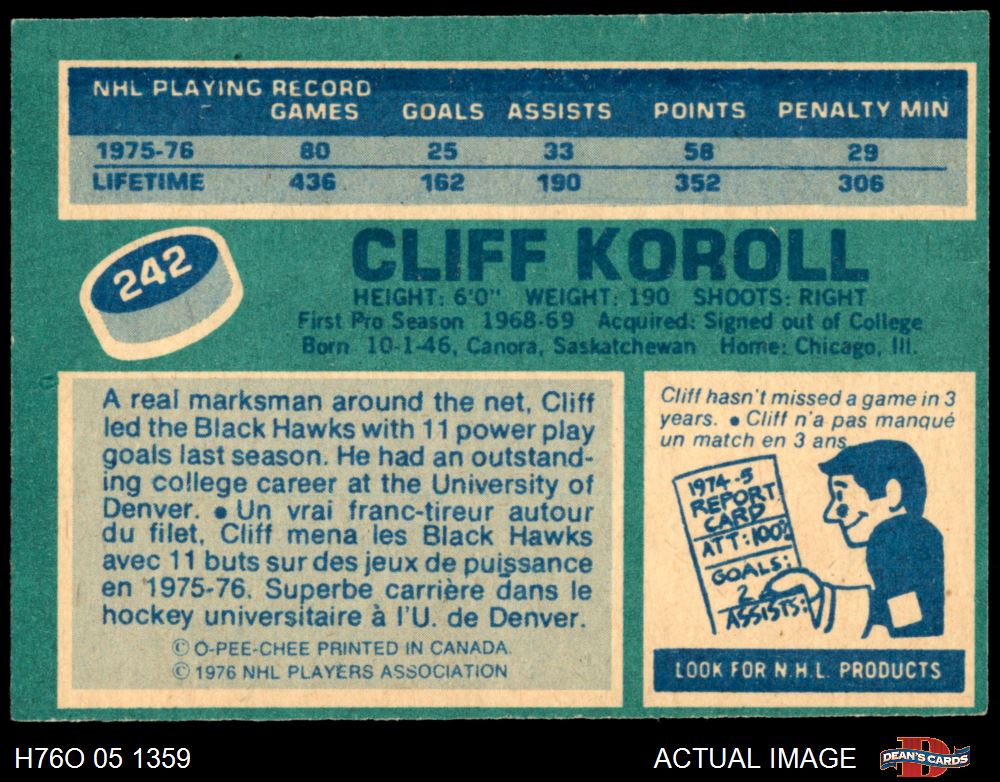 NHL PLAYING RECORD
GAMES GOALS ASSISTS POINTS PENALTY MIN
1975-76 80 25 33 58 29
LIFETIME 436 162 190 352 306
242
CLIFF KOROLL
HEIGHT: 6'0" WEIGHT: 190 SHOOTS: RIGHT
First Pro Season 1968-69 Acquired: Signed out of College
Born 10-1-46, Canora, Saskatchewan Home: Chicago, Ill.
A real marksman around the net, Cliff
led the Black Hawks with 11 power play
goals last season. He had an outstand-
ing college career at the University of
Denver. ● Un vrai franc-tireur autour
du filet, Cliff mena les Black Hawks
avec 11 buts sur des jeux de puissance
en 1975-76. Superbe carrière dans le
hockey universitaire à l'U. de Denver.
© O-PEE-CHEE PRINTED IN CANADA.
© 1976 NHL PLAYERS ASSOCIATION
Cliff hasn't missed a game in 3
years. ● Cliff n'a pas manqué
un match en 3 ans.
1974-5
REPORT
CARD
ATT: 100%
GOALS:
2
ASSISTS:
LOOK FOR N.H.L. PRODUCTS
H76O 05 1359
ACTUAL IMAGE
DEAN'S CARDS